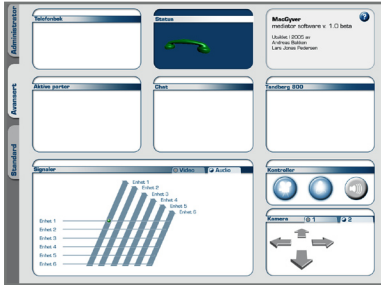 Administrator
Avansert
Standard
Telefonbok
Status
MacGyver
mediator software v. 1.0 beta
Utviklet i 2005 av
Andreas Bakken
Lars Jonas Pedersen
?
Aktive porter
Chat
Tandberg 800
Signaler
Video
Audio
Enhet 1
Enhet 2
Enhet 3
Enhet 4
Enhet 5
Enhet 6
Enhet 1
Enhet 2
Enhet 3
Enhet 4
Enhet 5
Enhet 6
Kontroller
Kamera
1
2